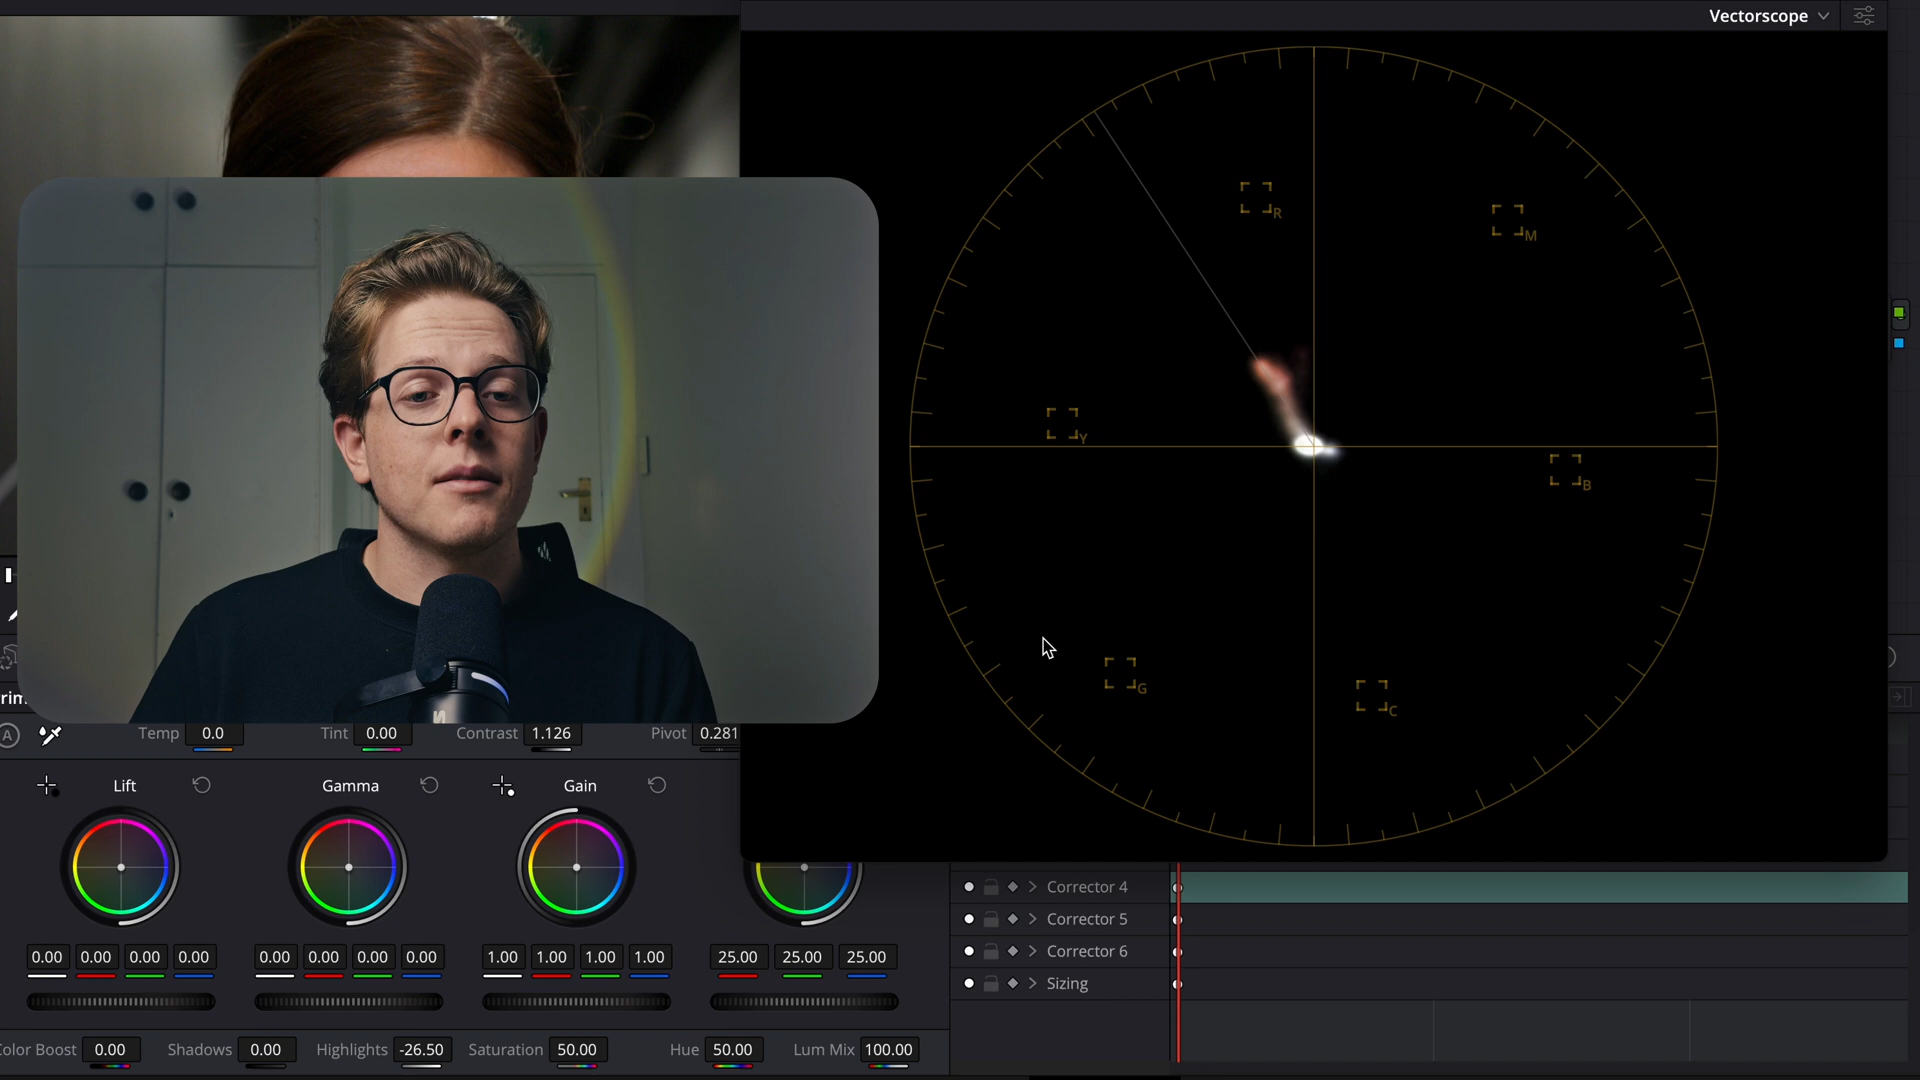 Vectorscope
R
M
Y
B
G
C
rim
A
Temp 0.0 Tint 0.00 Contrast 1.126 Pivot 0.281
Lift Gamma Gain
0.00 0.00 0.00 0.00 0.00 0.00 0.00 0.00 1.00 1.00 1.00 1.00 25.00 25.00 25.00
Color Boost 0.00 Shadows 0.00 Highlights -26.50 Saturation 50.00 Hue 50.00 Lum Mix 100.00
Corrector 4
Corrector 5
Corrector 6
Sizing